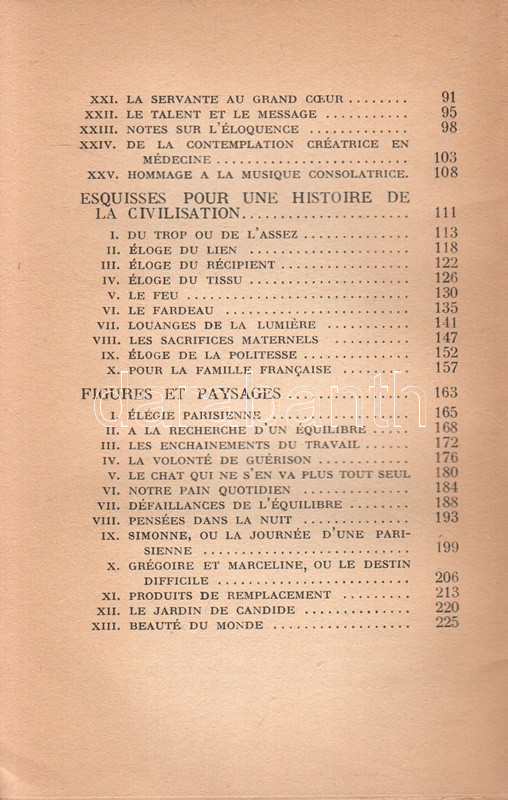 XXI. LA SERVANTE AU GRAND CŒUR ........ 91
XXII. LE TALENT ET LE MESSAGE ........... 95
XXIII. NOTES SUR L'ÉLOQUENCE ............. 98
XXIV. DE LA CONTEMPLATION CRÉATRICE EN
MÉDECINE ......................... 103
XXV. HOMMAGE A LA MUSIQUE CONSOLATRICE. 108
ESQUISSES POUR UNE HISTOIRE DE
LA CIVILISATION...................... 111
I. DU TROP OU DE L'ASSEZ .............. 113
II. ÉLOGE DU LIEN ..................... 118
III. ÉLOGE DU RÉCIPIENT ................. 122
IV. ÉLOGE DU TISSU ..................... 126
V. LE FEU ............................. 130
VI. LE FARDEAU ........................ 135
VII. LOUANGES DE LA LUMIÈRE ............ 141
VIII. LES SACRIFICES MATERNELS ......... 147
IX. ÉLOGE DE LA POLITESSE ............. 152
X. POUR LA FAMILLE FRANÇAISE ......... 157
FIGURES ET PAYSAGES ................. 163
I. ÉLÉGIE PARISIENNE .................. 165
II. A LA RECHERCHE D'UN ÉQUILIBRE ..... 168
III. LES ENCHAINEMENTS DU TRAVAIL...... 172
IV. LA VOLONTÉ DE GUÉRISON ............ 176
V. LE CHAT QUI NE S'EN VA PLUS TOUT SEUL 180
VI. NOTRE PAIN QUOTIDIEN .............. 184
VII. DÉFAILLANCES DE L'ÉQUILIBRE ........ 188
VIII. PENSÉES DANS LA NUIT .............. 193
IX. SIMONNE, OU LA JOURNÉE D'UNE PARI-
SIENNE ............................ 199
X. GRÉGOIRE ET MARCELINE, OU LE DESTIN
DIFFICILE ......................... 206
XI. PRODUITS DE REMPLACEMENT ......... 213
XII. LE JARDIN DE CANDIDE .............. 220
XIII. BEAUTÉ DU MONDE .................. 225
darabanth